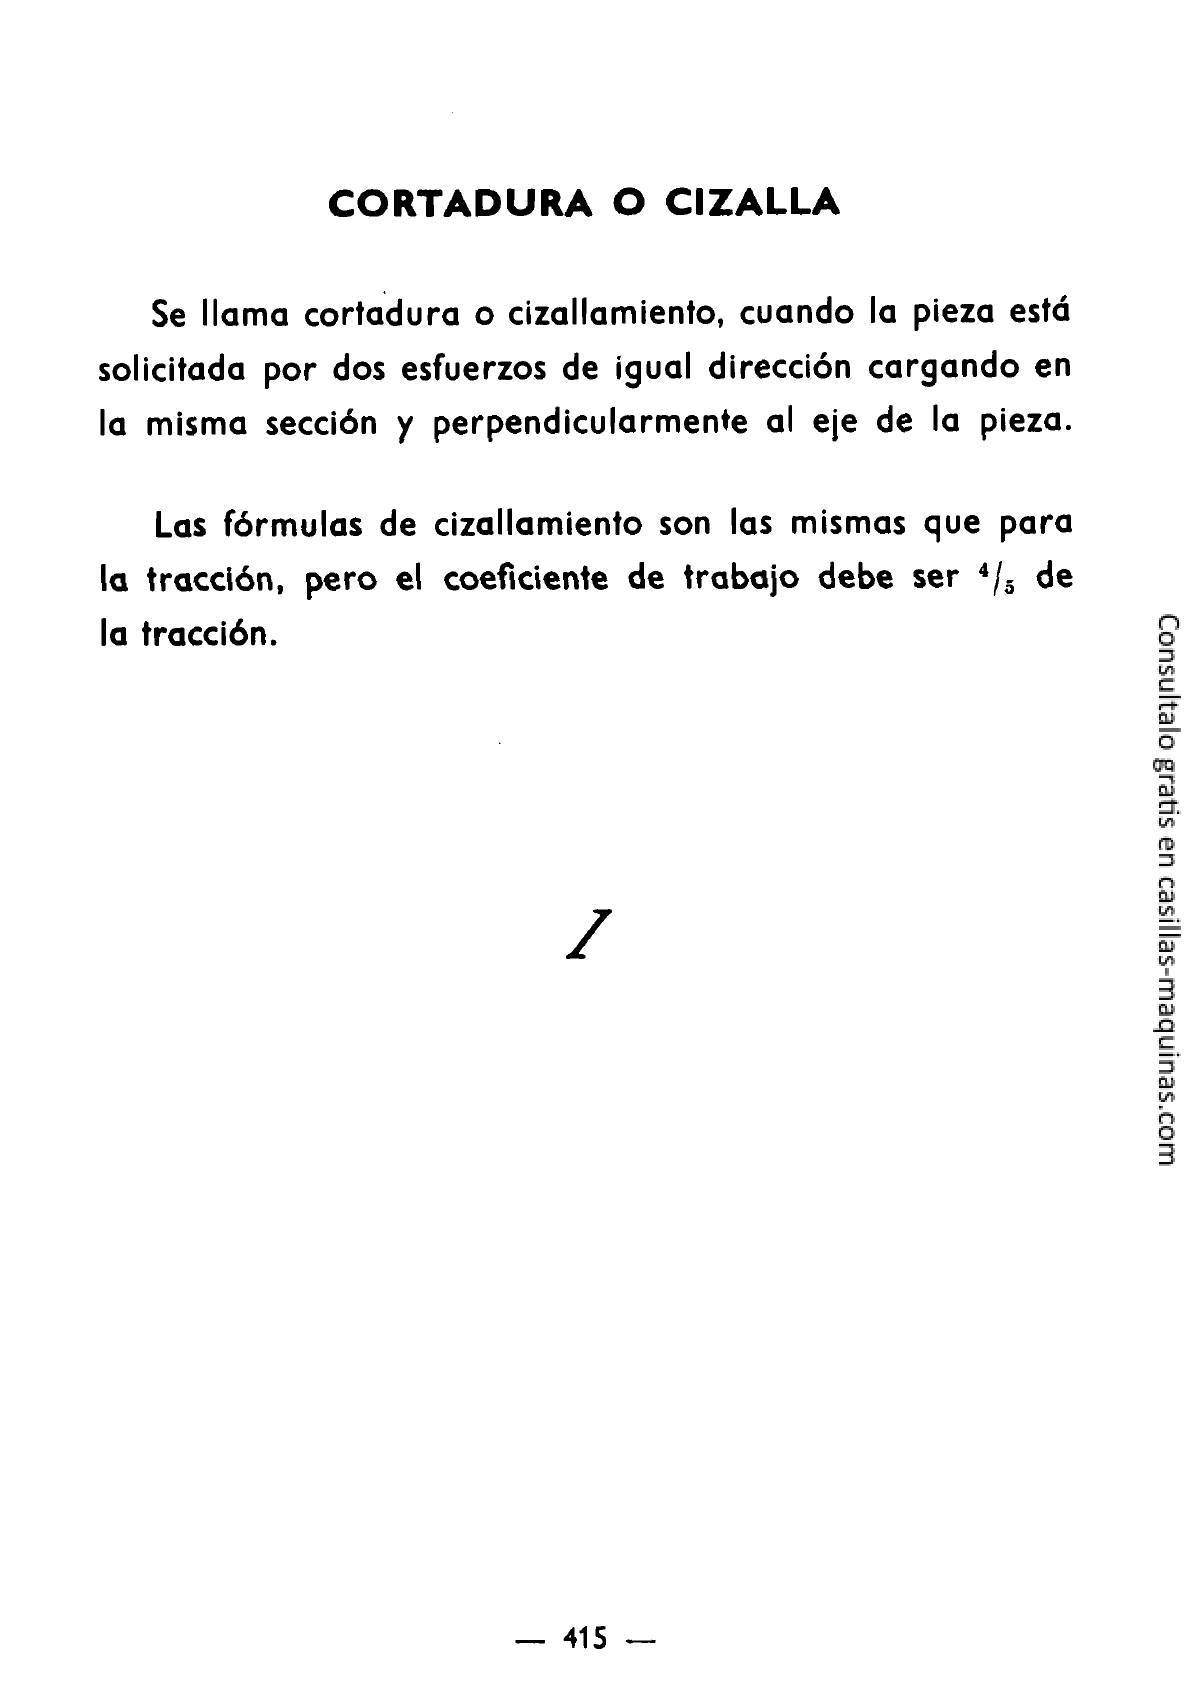 CORTADURA O CIZALLA
Se llama cortadura o cizallamiento, cuando la pieza está
solicitada por dos esfuerzos de igual dirección cargando en
la misma sección y perpendicularmente al eje de la pieza.
Las fórmulas de cizallamiento son las mismas que para
la tracción, pero el coeficiente de trabajo debe ser ⁴/₅ de
la tracción.
— 415 —
Consultalo gratis en casillas-maquinas.com